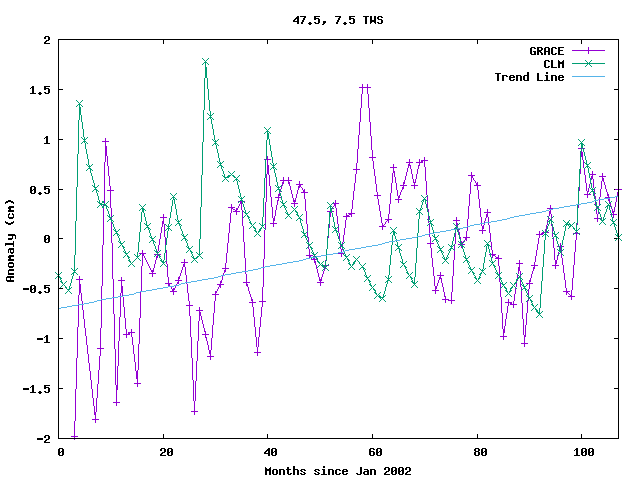 47.5, 7.5 TWS
GRACE
CLM
Trend Line
2
1.5
1
0.5
0
-0.5
-1
-1.5
-2
Anomaly (cm)
0 20 40 60 80 100
Months since Jan 2002